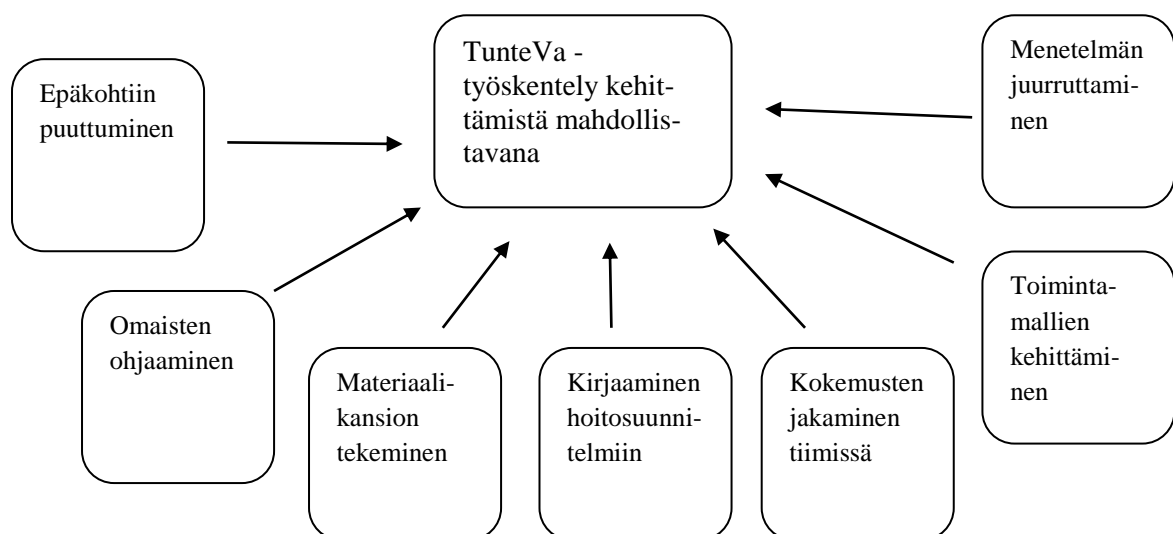 TunteVa -
työskentely kehit-
tämistä mahdollis-
tavana
Menetelmän
juurruttami-
nen
Epäkohtiin
puuttuminen
Omaisten
ohjaaminen
Materiaali-
kansion
tekeminen
Kirjaaminen
hoitosuunni-
telmiin
Kokemusten
jakaminen
tiimissä
Toiminta-
mallien
kehittämi-
nen